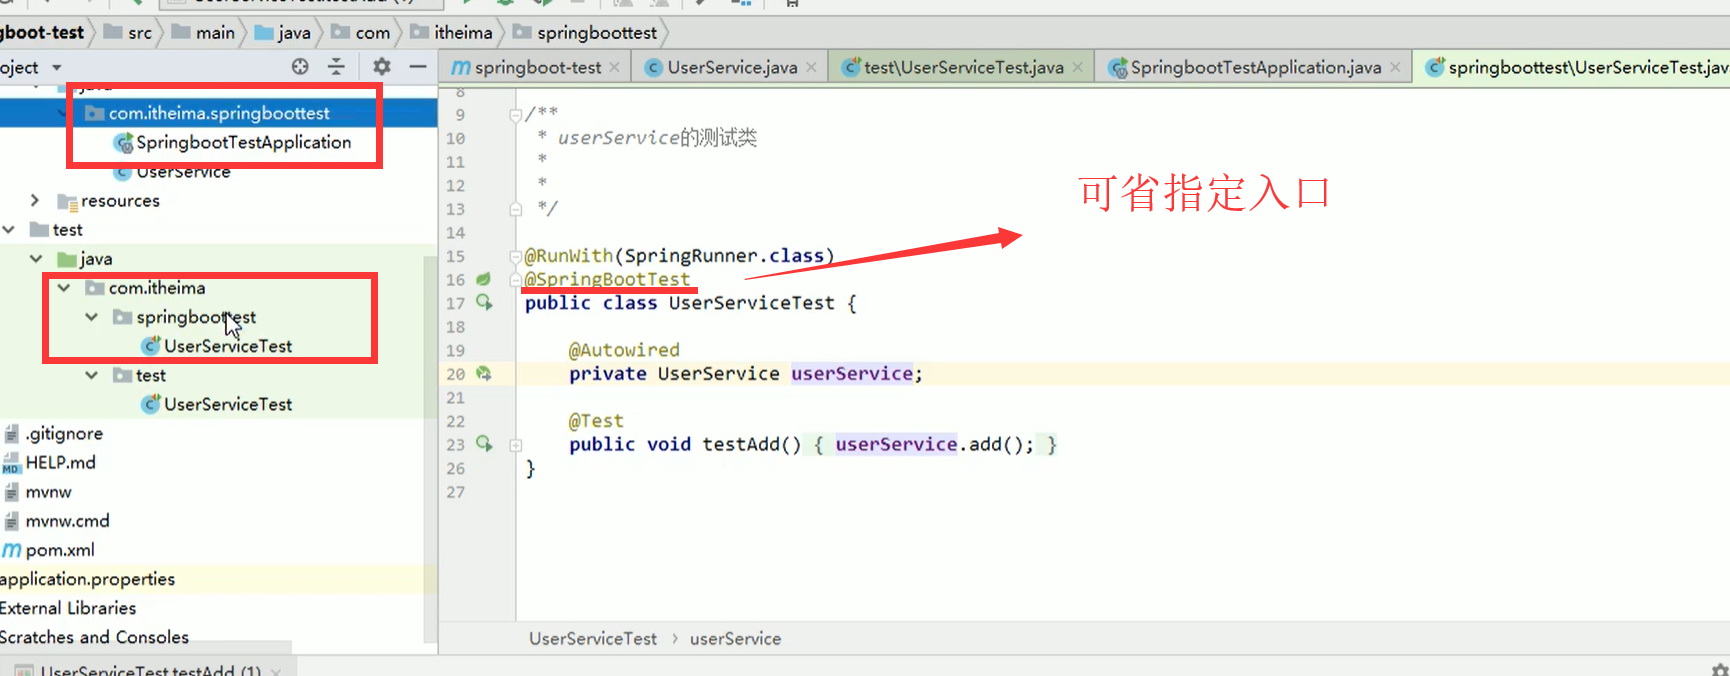 gboot-test src main java com itheima springboottest
oject
springboot-test UserService.java test\UserServiceTest.java SpringbootTestApplication.java springboottest\UserServiceTest.jav
java
com.itheima.springboottest
SpringbootTestApplication
UserService
resources
test
java
com.itheima
springboottest
UserServiceTest
test
UserServiceTest
.gitignore
HELP.md
mvnw
mvnw.cmd
pom.xml
application.properties
External Libraries
Scratches and Consoles
8
9 /**
10 * userService的测试类
11 *
12 *
13 */
14
15 @RunWith(SpringRunner.class)
16 @SpringBootTest
17 public class UserServiceTest {
18
19 @Autowired
20 private UserService userService;
21
22 @Test
23 public void testAdd() { userService.add(); }
26 }
27
可省指定入口
UserServiceTest › userService
UserServiceTest.testAdd (1)